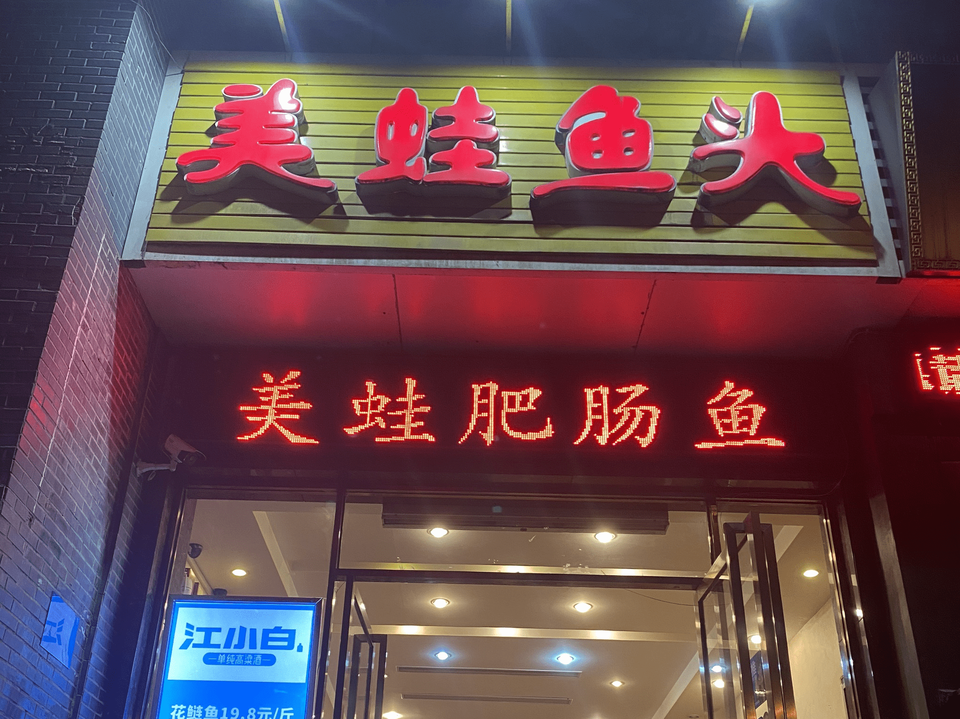 美蛙鱼头
美蛙肥肠鱼
江小白
单纯高粱酒
花鲢鱼19.8元/斤